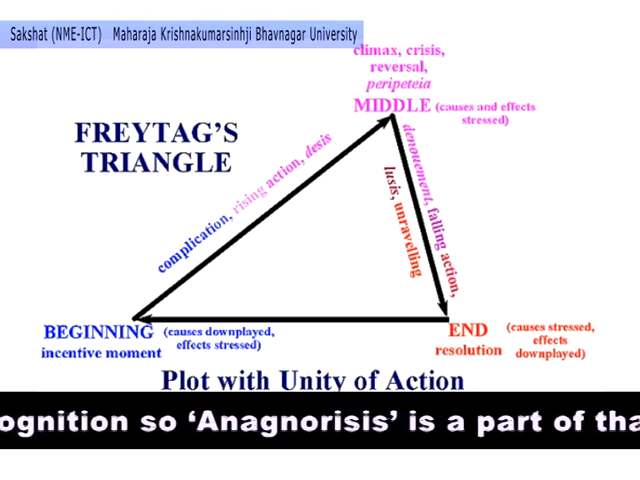 Sakshat (NME-ICT) Maharaja Krishnakumarsinhji Bhavnagar University
climax, crisis,
reversal,
peripeteia
MIDDLE (causes and effects
stressed)
FREYTAG'S
TRIANGLE
complication, rising action, desis
denouement, falling action,
lusis, unravelling
BEGINNING (causes downplayed,
effects stressed)
incentive moment
END (causes stressed,
effects
downplayed)
resolution
Plot with Unity of Action
ognition so ‘Anagnorisis’ is a part of tha